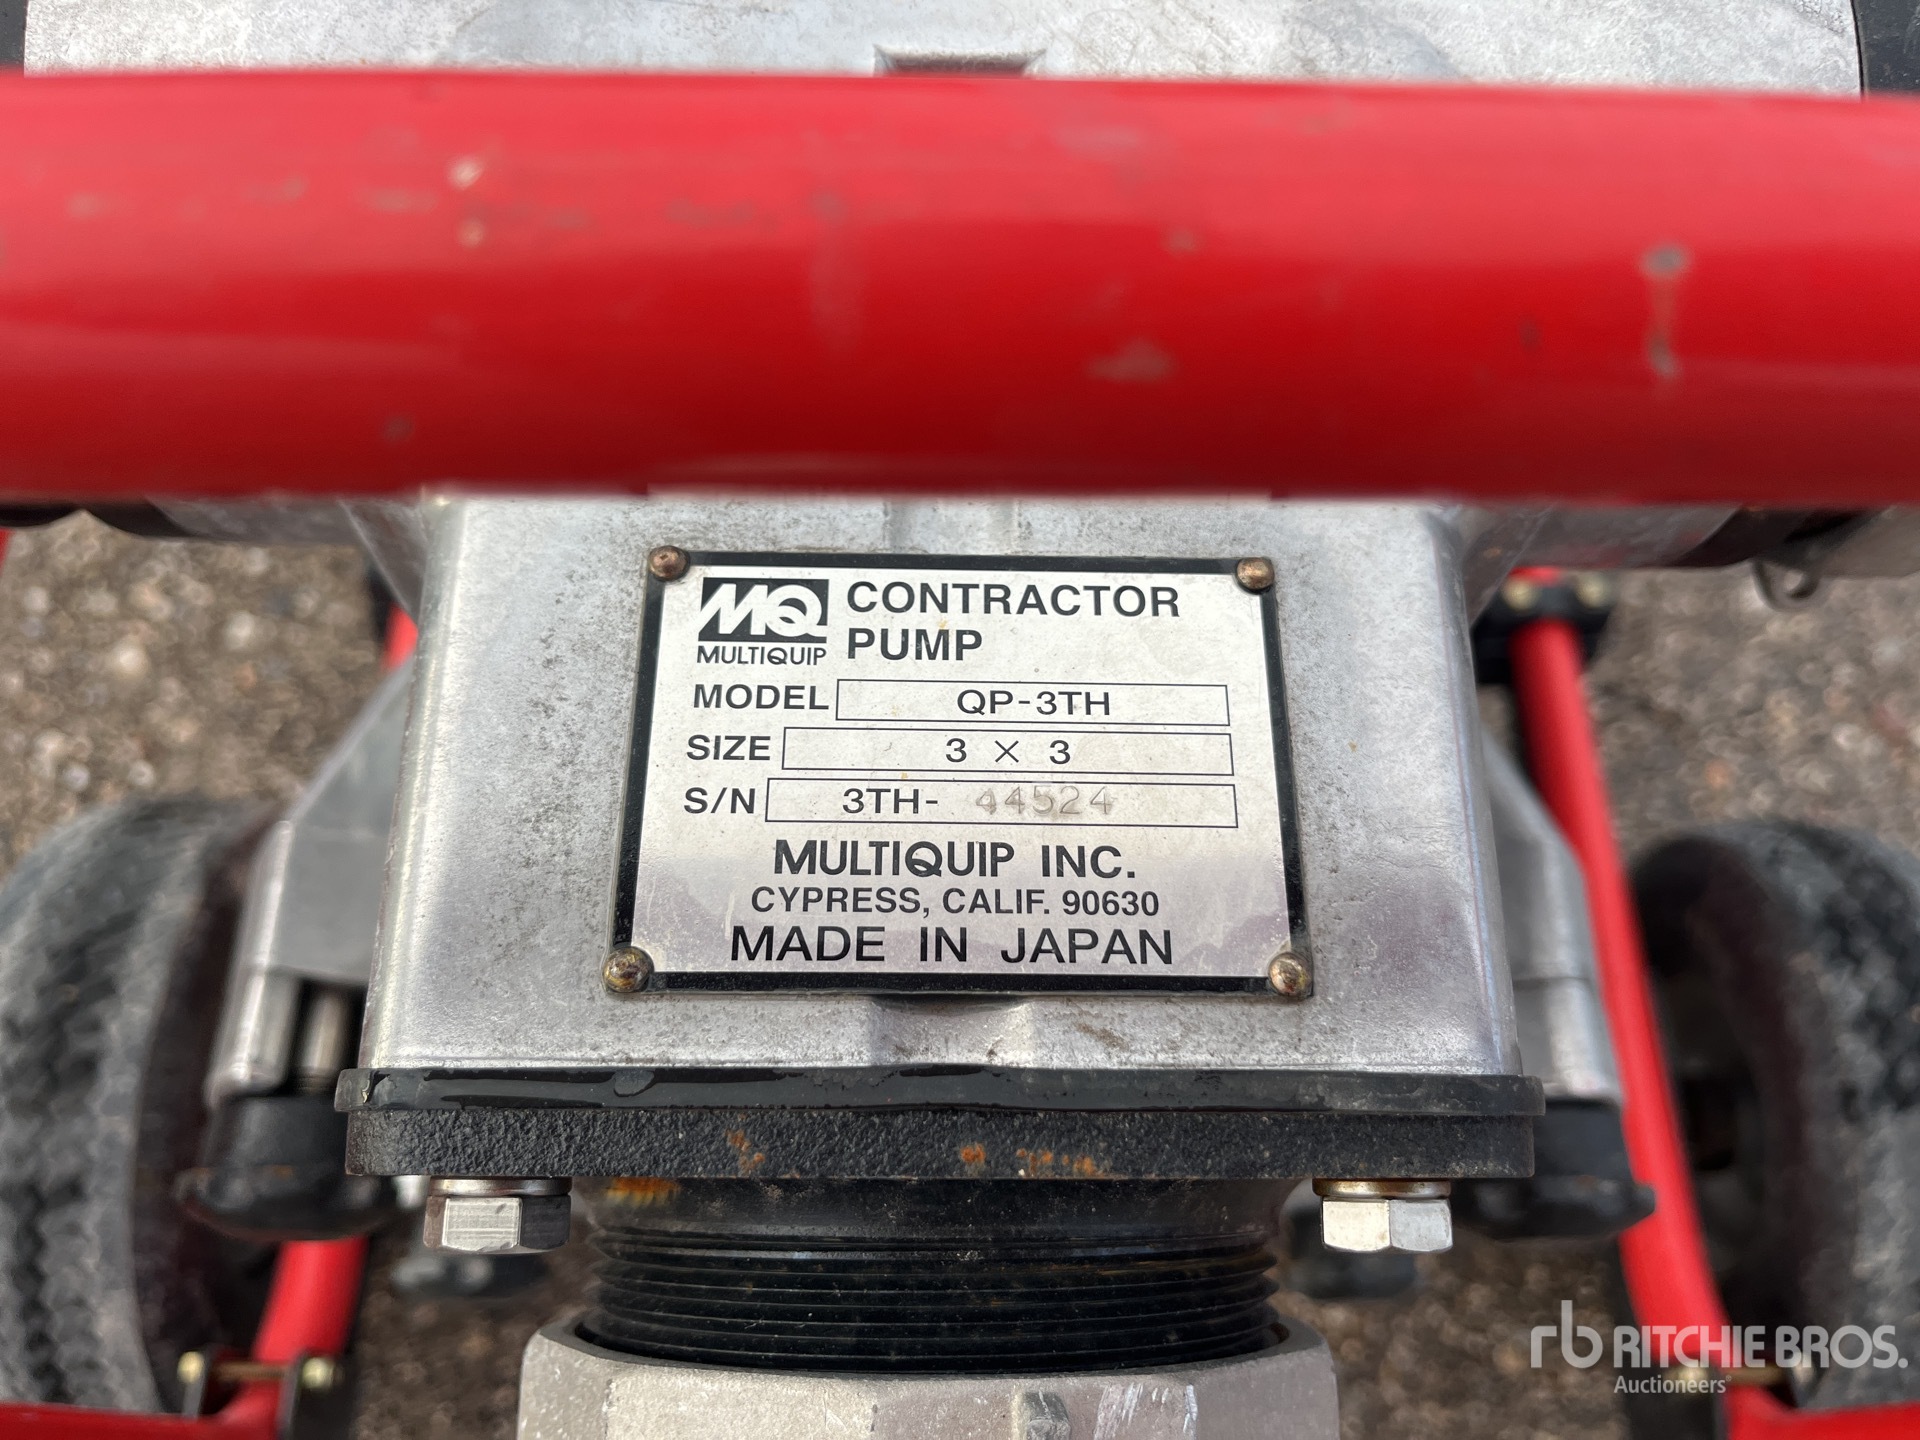 MQ CONTRACTOR
MULTIQUIP PUMP
MODEL QP-3TH
SIZE 3 × 3
S/N 3TH- 44524
MULTIQUIP INC.
CYPRESS, CALIF. 90630
MADE IN JAPAN
rb RITCHIE BROS.
Auctioneers